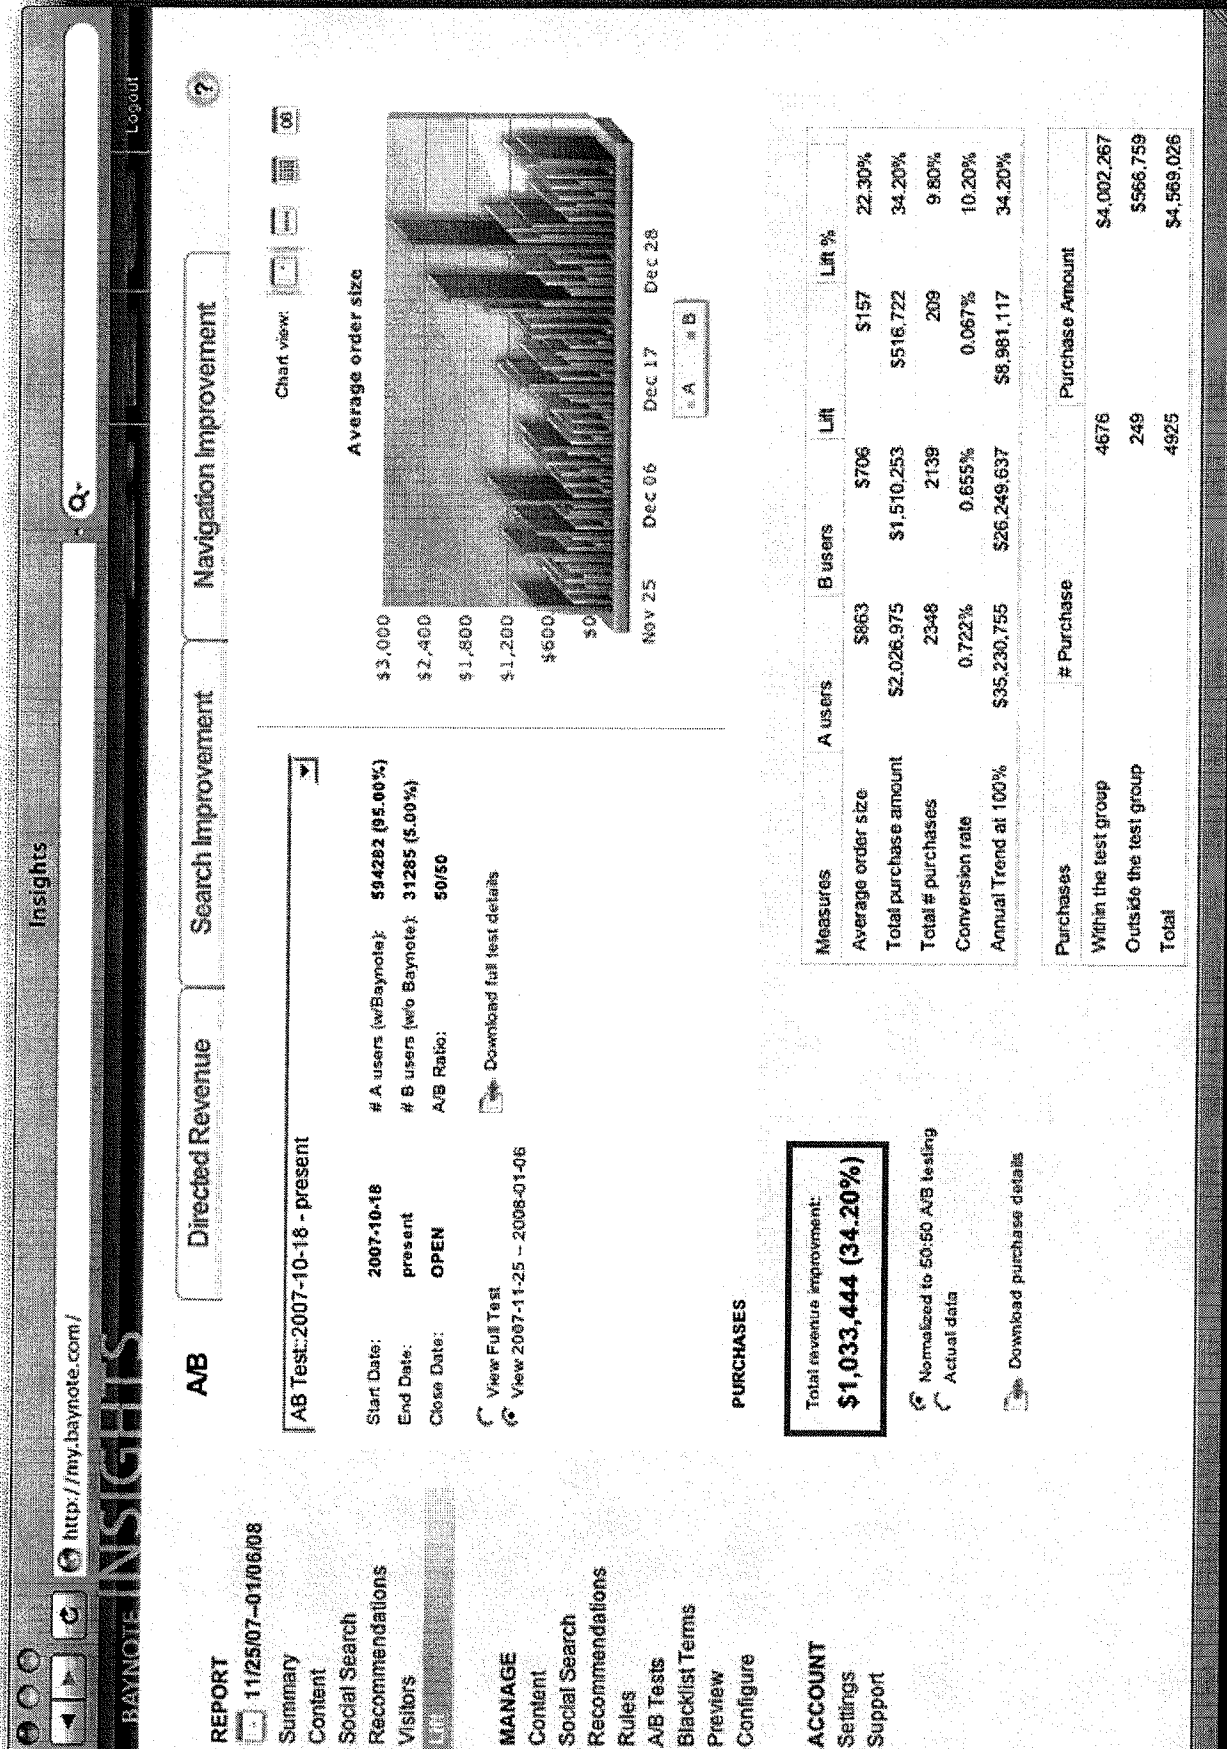 Insights
http://my.baynote.com/
BAYNOTE INSIGHTS
Logout
REPORT
11/25/07–01/06/08
Summary
Content
Social Search
Recommendations
Visitors
Lift
MANAGE
Content
Social Search
Recommendations
Rules
A/B Tests
Blacklist Terms
Preview
Configure
ACCOUNT
Settings
Support
A/B
Directed Revenue
Search Improvement
Navigation Improvement
?
AB Test::2007-10-18 - present
Start Date: 2007-10-18 # A users (w/Baynote): 594282 (95.00%)
End Date: present # B users (w/o Baynote): 31285 (5.00%)
Close Date: OPEN A/B Ratio: 50/50
View Full Test
View 2007-11-25 – 2008-01-06
Download full test details
Chart view:
Average order size
$3,000
$2,400
$1,800
$1,200
$600
$0
Nov 25 Dec 06 Dec 17 Dec 28
A B
PURCHASES
Total revenue improvment:
$1,033,444 (34.20%)
Normalized to 50:50 A/B testing
Actual data
Download purchase details
Measures A users B users Lift Lift %
Average order size $863 $706 $157 22.30%
Total purchase amount $2,026,975 $1,510,253 $516,722 34.20%
Total # purchases 2348 2139 209 9.80%
Conversion rate 0.722% 0.655% 0.067% 10.20%
Annual Trend at 100% $35,230,755 $26,249,637 $8,981,117 34.20%
Purchases # Purchase Purchase Amount
Within the test group 4676 $4,002,267
Outside the test group 249 $566,759
Total 4925 $4,569,026